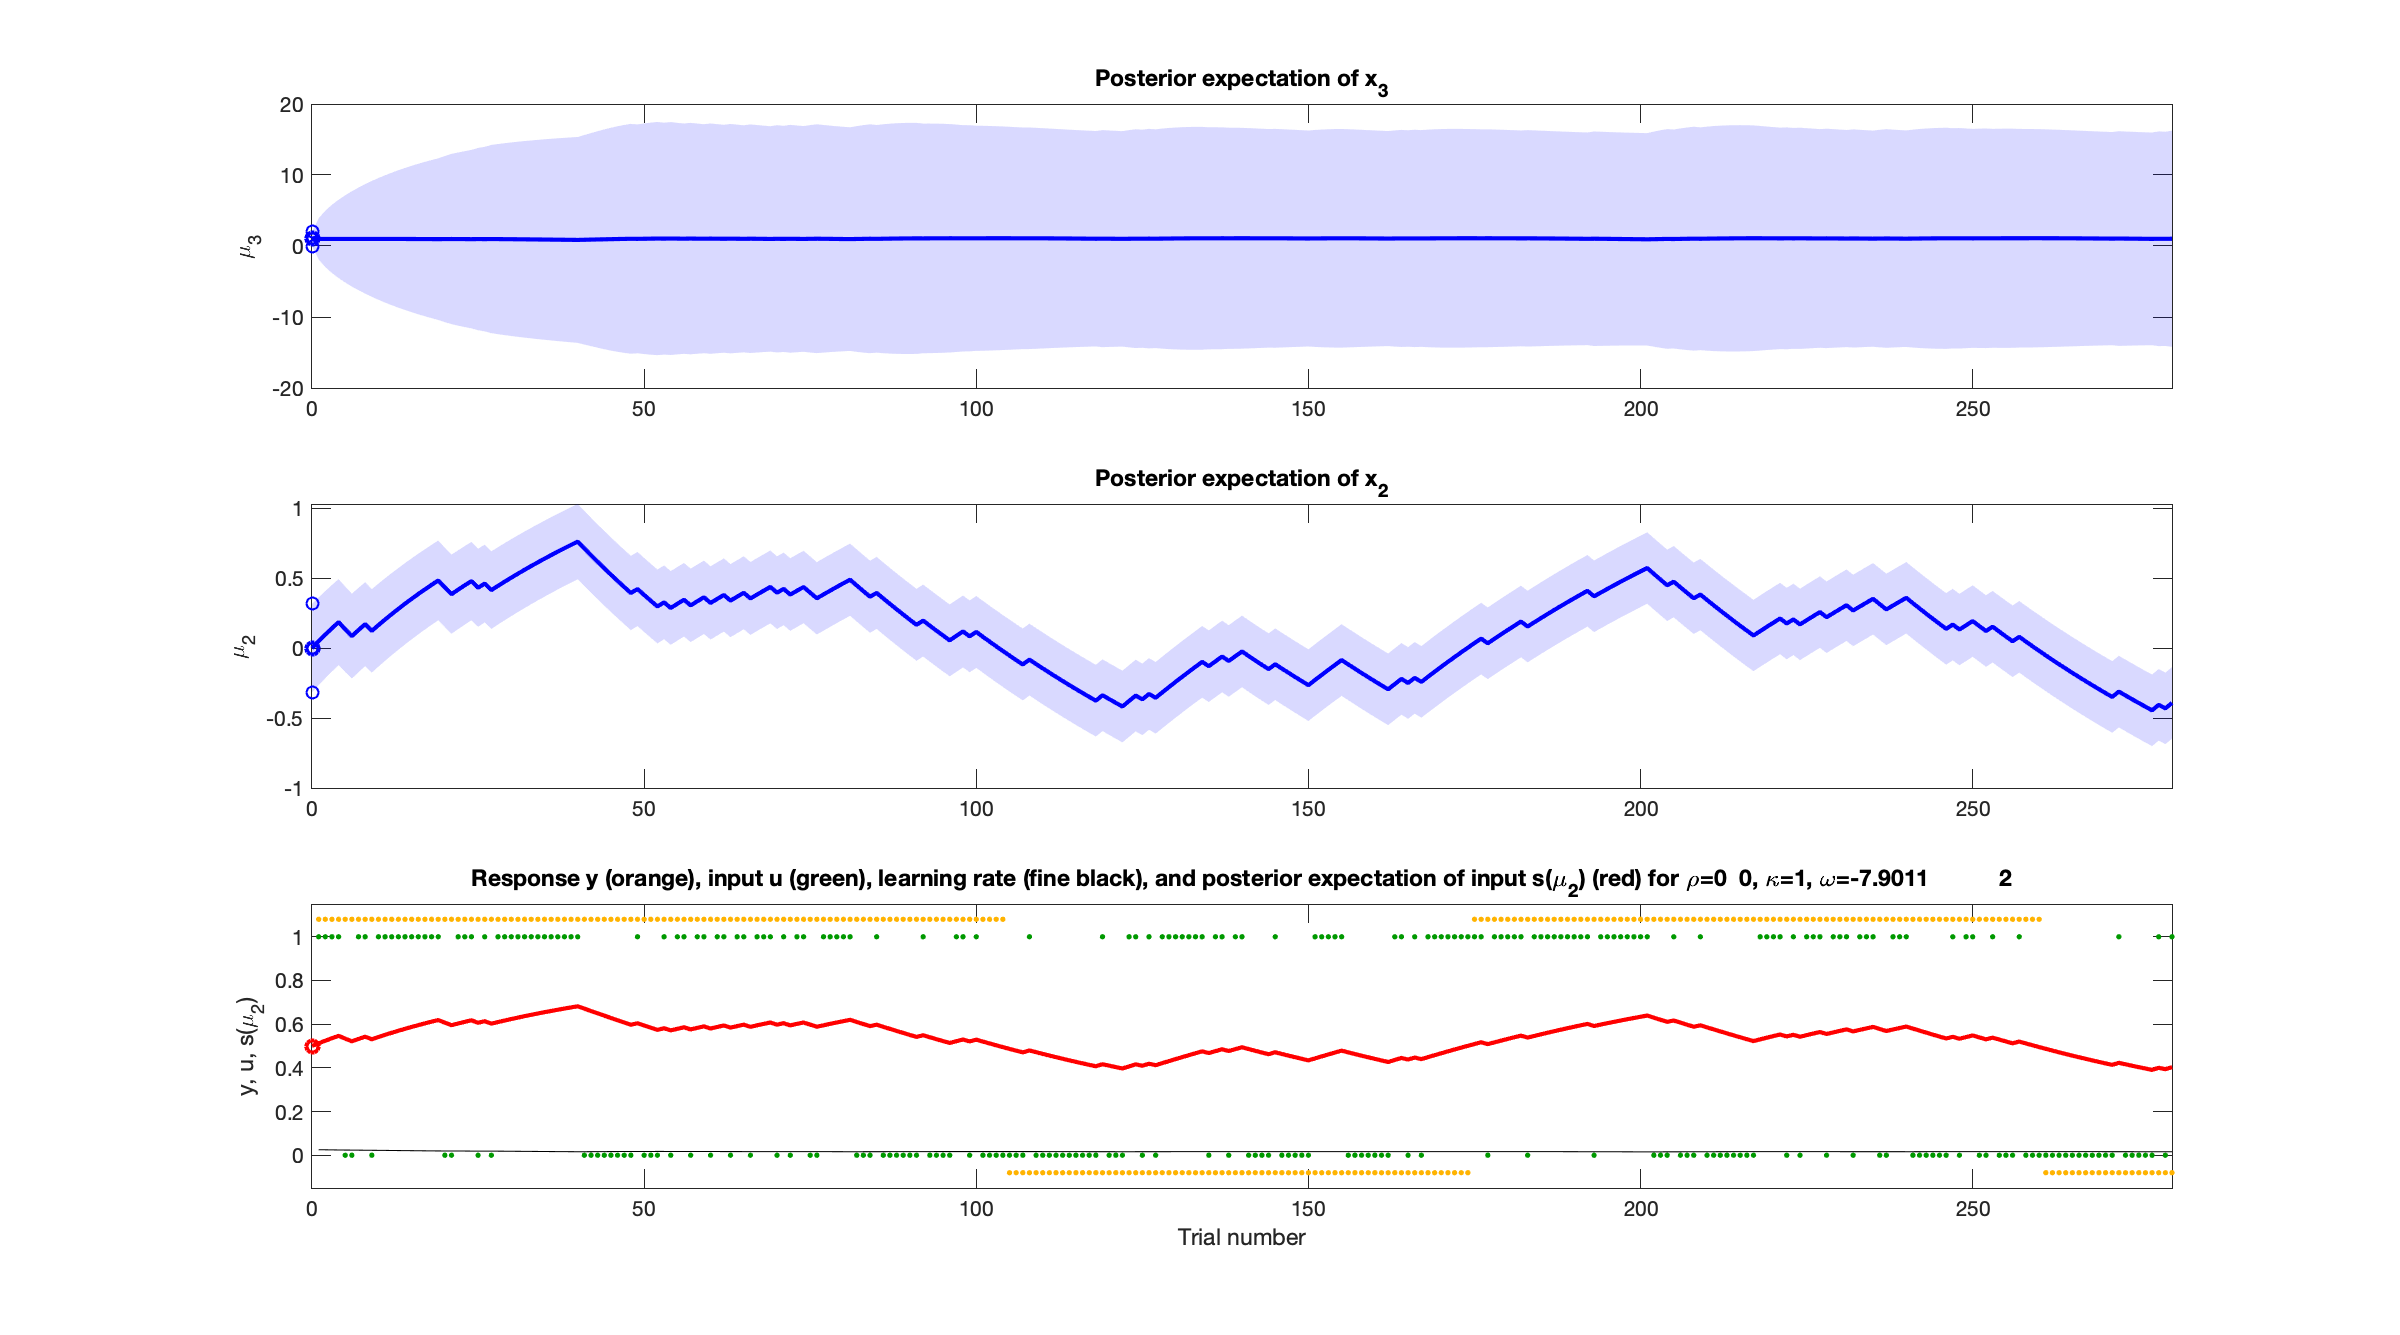 Posterior expectation of x3
20
10
0
-10
-20
μ3
0 50 100 150 200 250
Posterior expectation of x2
1
0.5
0
-0.5
-1
μ2
0 50 100 150 200 250
Response y (orange), input u (green), learning rate (fine black), and posterior expectation of input s(μ2) (red) for ρ=0 0, κ=1, ω=-7.9011 2
1
0.8
0.6
0.4
0.2
0
y, u, s(μ2)
0 50 100 150 200 250
Trial number